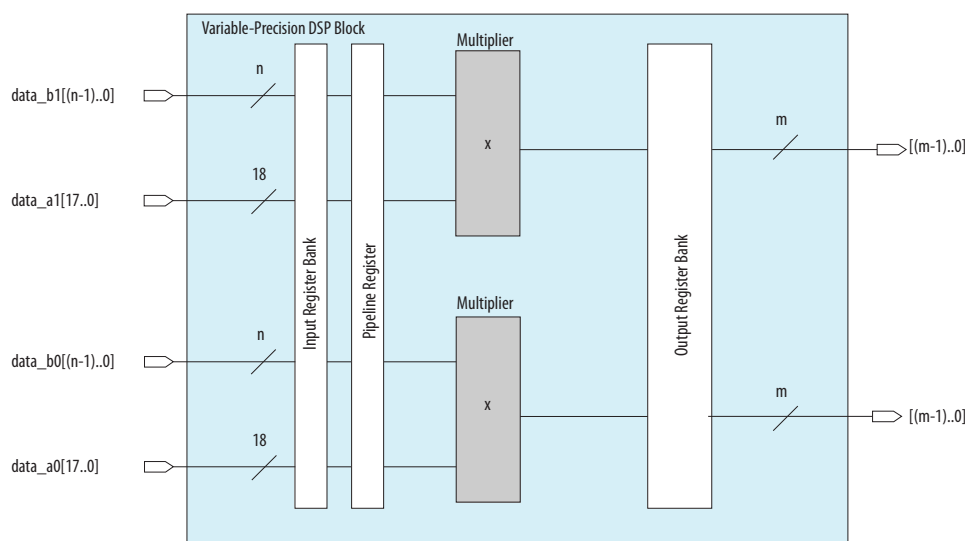 Variable-Precision DSP Block
Multiplier
n
m
data_b1[(n-1)..0]
x
[(m-1)..0]
18
data_a1[17..0]
Input Register Bank
Pipeline Register
Output Register Bank
Multiplier
n
m
data_b0[(n-1)..0]
x
[(m-1)..0]
18
data_a0[17..0]